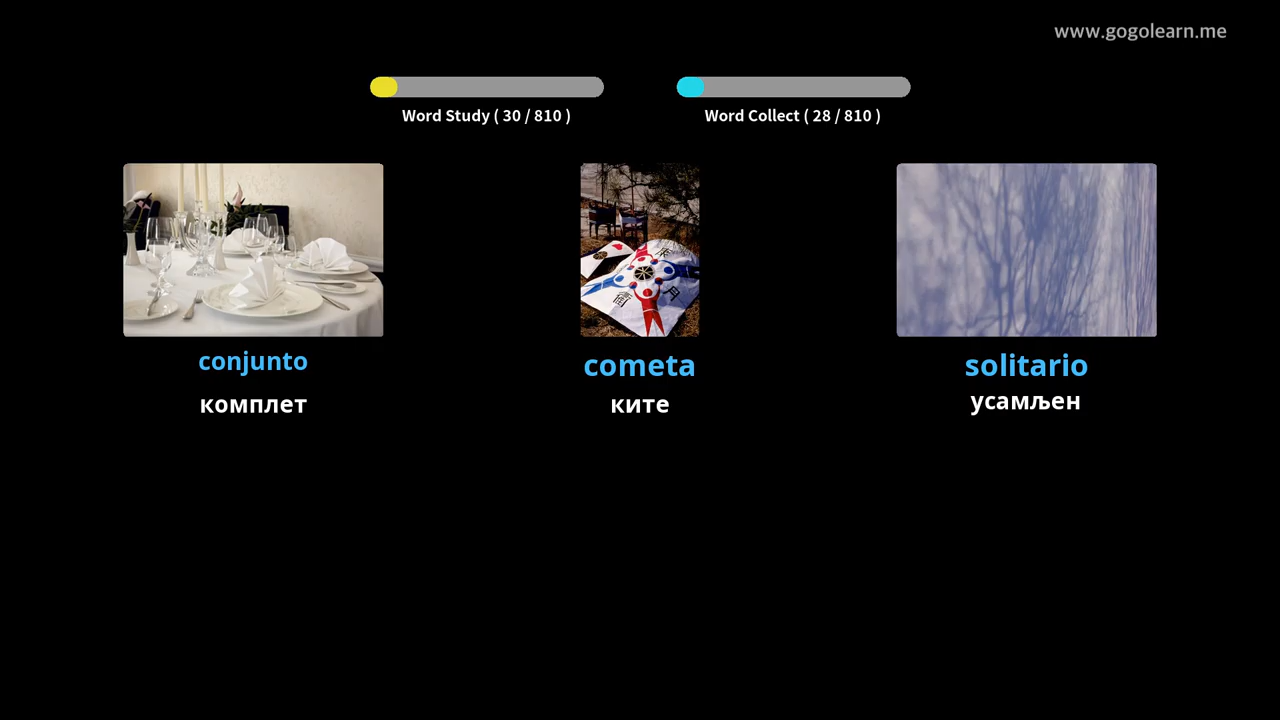 www.gogolearn.me
Word Study ( 30 / 810 )
Word Collect ( 28 / 810 )
conjunto
комплет
cometa
ките
solitario
усамљен